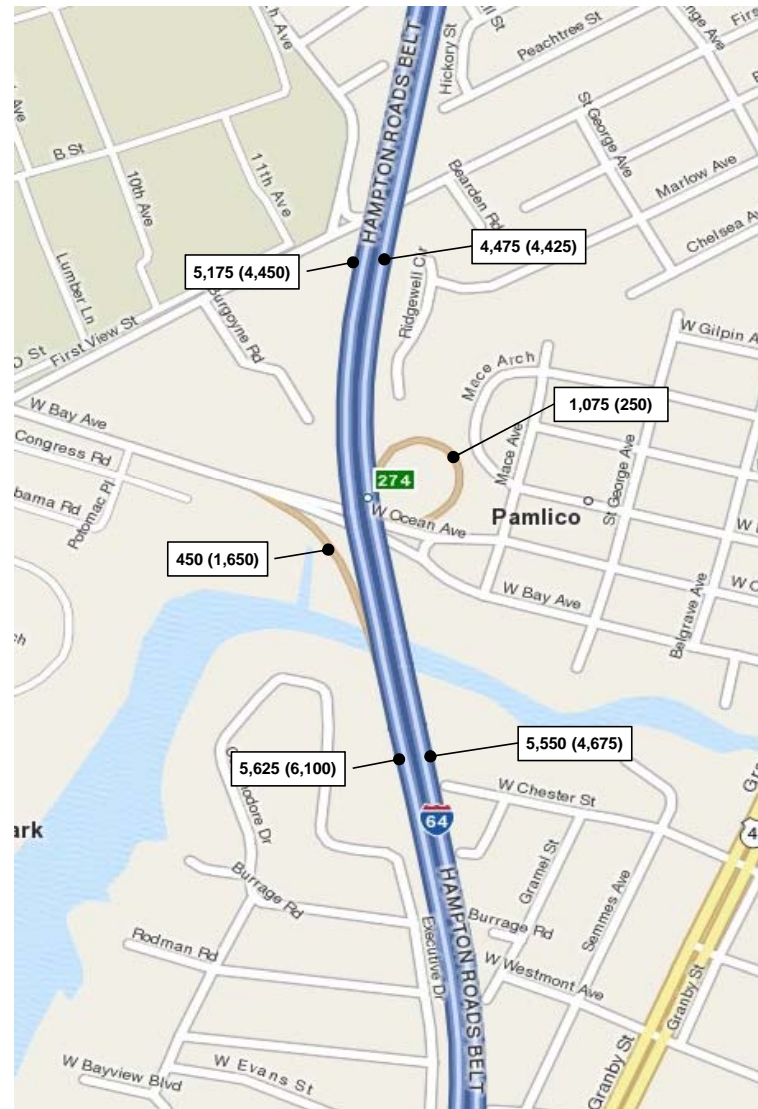 Hickory St
Peachtree St
HAMPTON ROADS BELT
B St
10th Ave
11th Ave
St George Ave
Bearden Rd
Marlow Ave
Chelsea A
4,475 (4,425)
5,175 (4,450)
Lumber Ln
Burgoyne Rd
Ridgewell Cir
First View St
D St
W Gilpin A
Mace Arch
1,075 (250)
W Bay Ave
Congress Rd
bama Rd
Potomac Pl
Mace Ave
St George Ave
274
W Ocean Ave
Pamlico
450 (1,650)
W Bay Ave
Belgrave Ave
5,550 (4,675)
5,625 (6,100)
W Chester St
64
ark
Burrage Rd
Gramel St
Semmes Ave
HAMPTON ROADS BELT
Burrage Rd
Rodman Rd
Executive Dr
W Westmont Ave
Granby St
Granby St
W Bayview Blvd
W Evans St